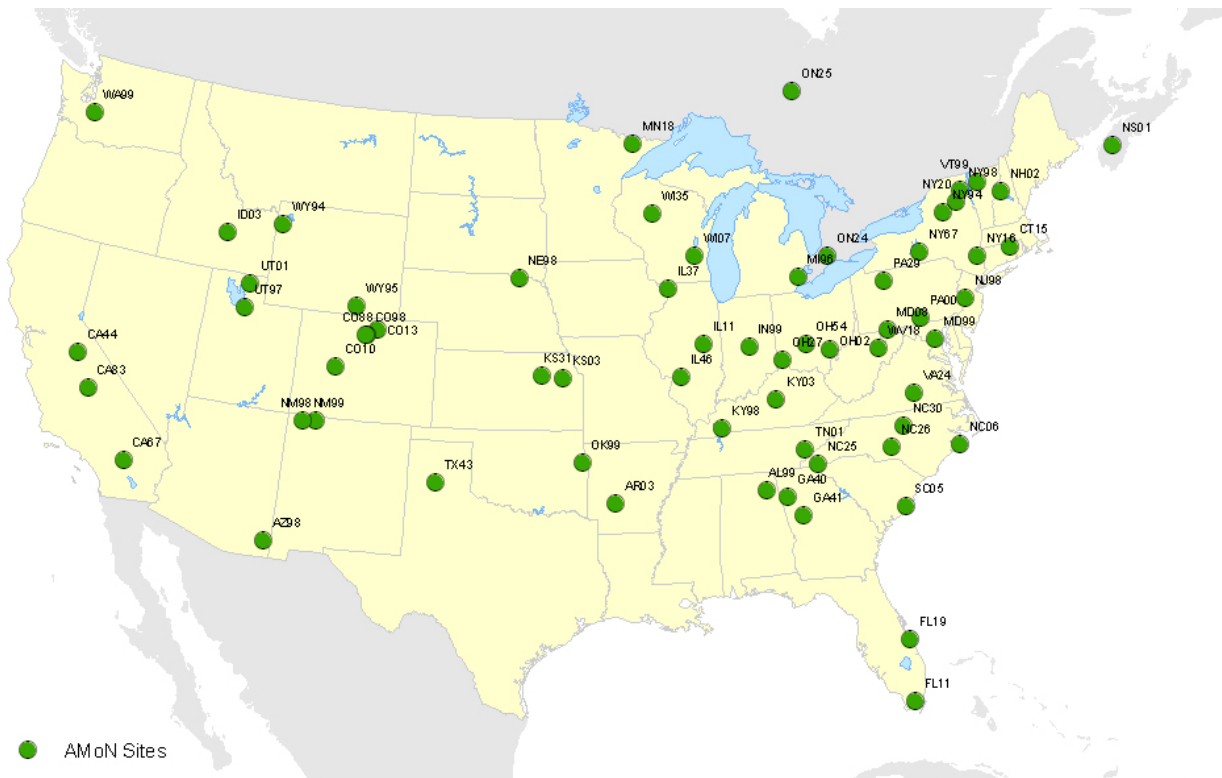 ON25
WA99
MN18
NS01
VT99
NY98
NY20
NH02
NY94
WI35
WY94
ID03
NY67
NY16
CT15
WI07
ON24
MI96
PA29
NE98
IL37
UT01
UT97
WY95
NJ98
PA00
MD08
MD99
CO88
CO98
CO13
CA44
CO10
IL11
IN99
OH54
OH27
OH02
WV18
IL46
KS31
KS03
CA83
KY03
VA24
NM98
NM99
KY98
NC30
NC26
NC06
TN01
NC25
CA67
OK99
TX43
AL99
GA40
AR03
GA41
SC05
AZ98
FL19
FL11
AMoN Sites